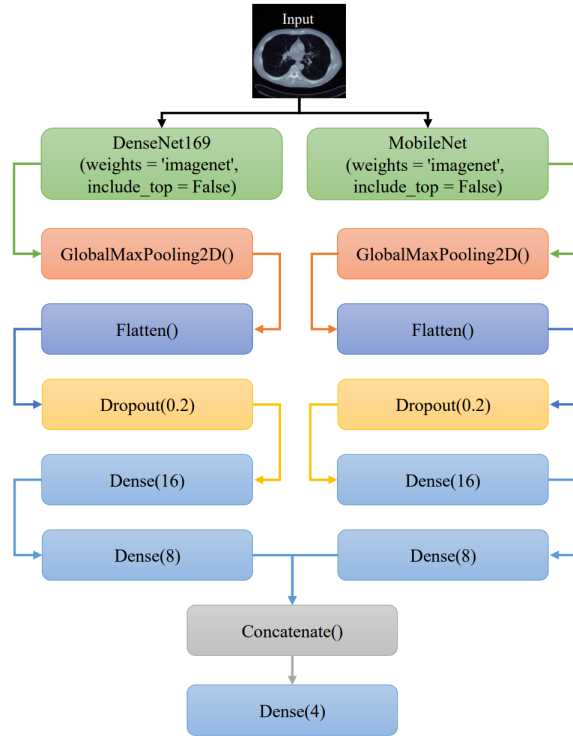 Input
DenseNet169
(weights = 'imagenet',
include_top = False)
MobileNet
(weights = 'imagenet',
include_top = False)
GlobalMaxPooling2D()
GlobalMaxPooling2D()
Flatten()
Flatten()
Dropout(0.2)
Dropout(0.2)
Dense(16)
Dense(16)
Dense(8)
Dense(8)
Concatenate()
Dense(4)